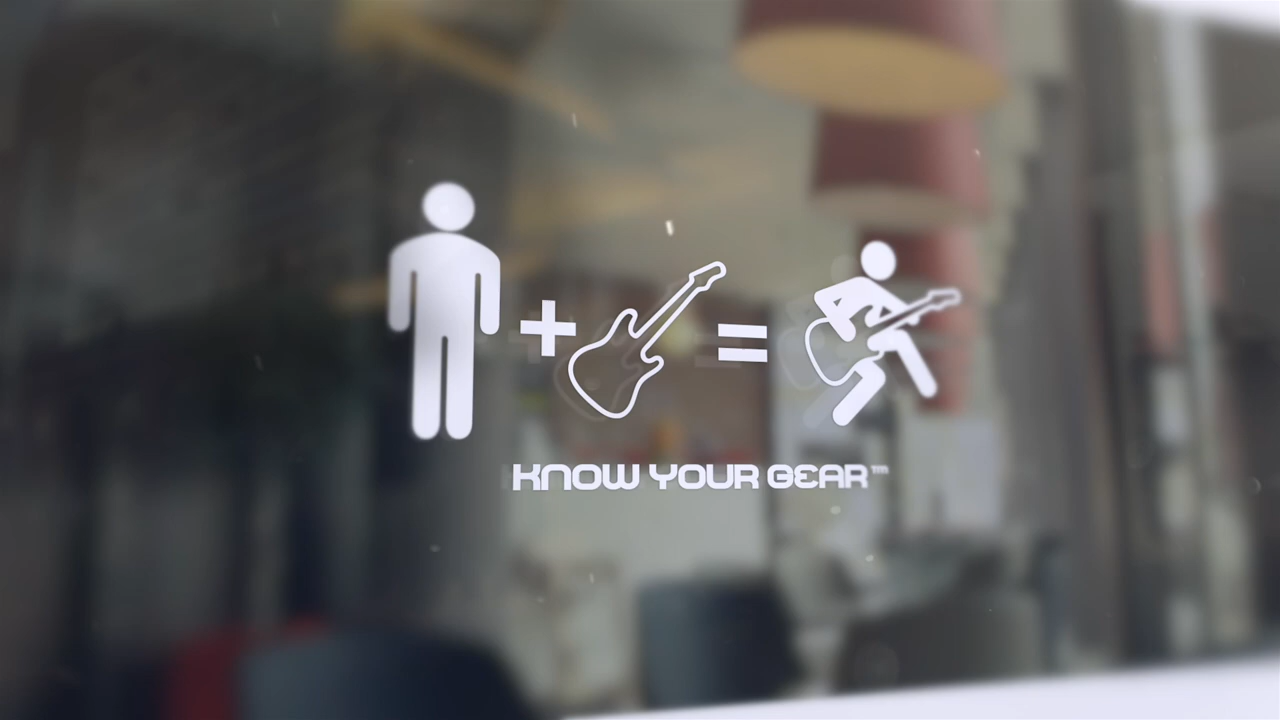 + =
KNOW YOUR GEAR™